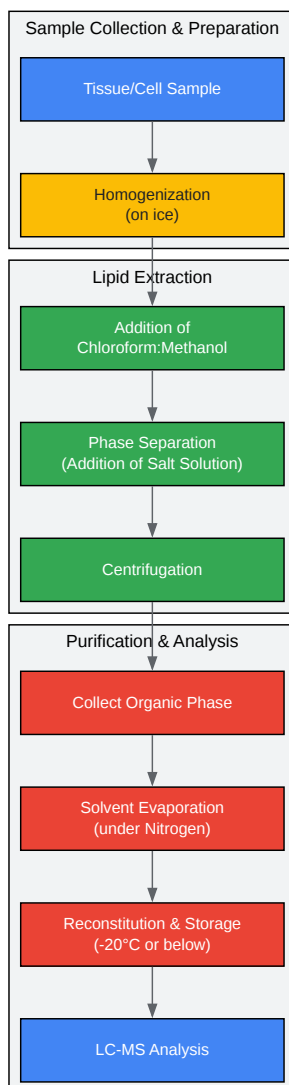 Sample Collection & Preparation
Tissue/Cell Sample
Homogenization
(on ice)
Lipid Extraction
Addition of
Chloroform:Methanol
Phase Separation
(Addition of Salt Solution)
Centrifugation
Purification & Analysis
Collect Organic Phase
Solvent Evaporation
(under Nitrogen)
Reconstitution & Storage
(-20°C or below)
LC-MS Analysis